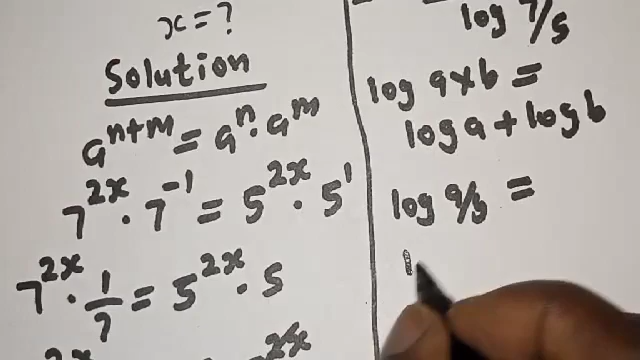 x = ?
Solution
a^{n+m} = a^n · a^m
7^{2x} · 7^{-1} = 5^{2x} · 5^1
7^{2x} · 1/7 = 5^{2x} · 5
log 7/5
log a×b =
log a + log b
log a/b =